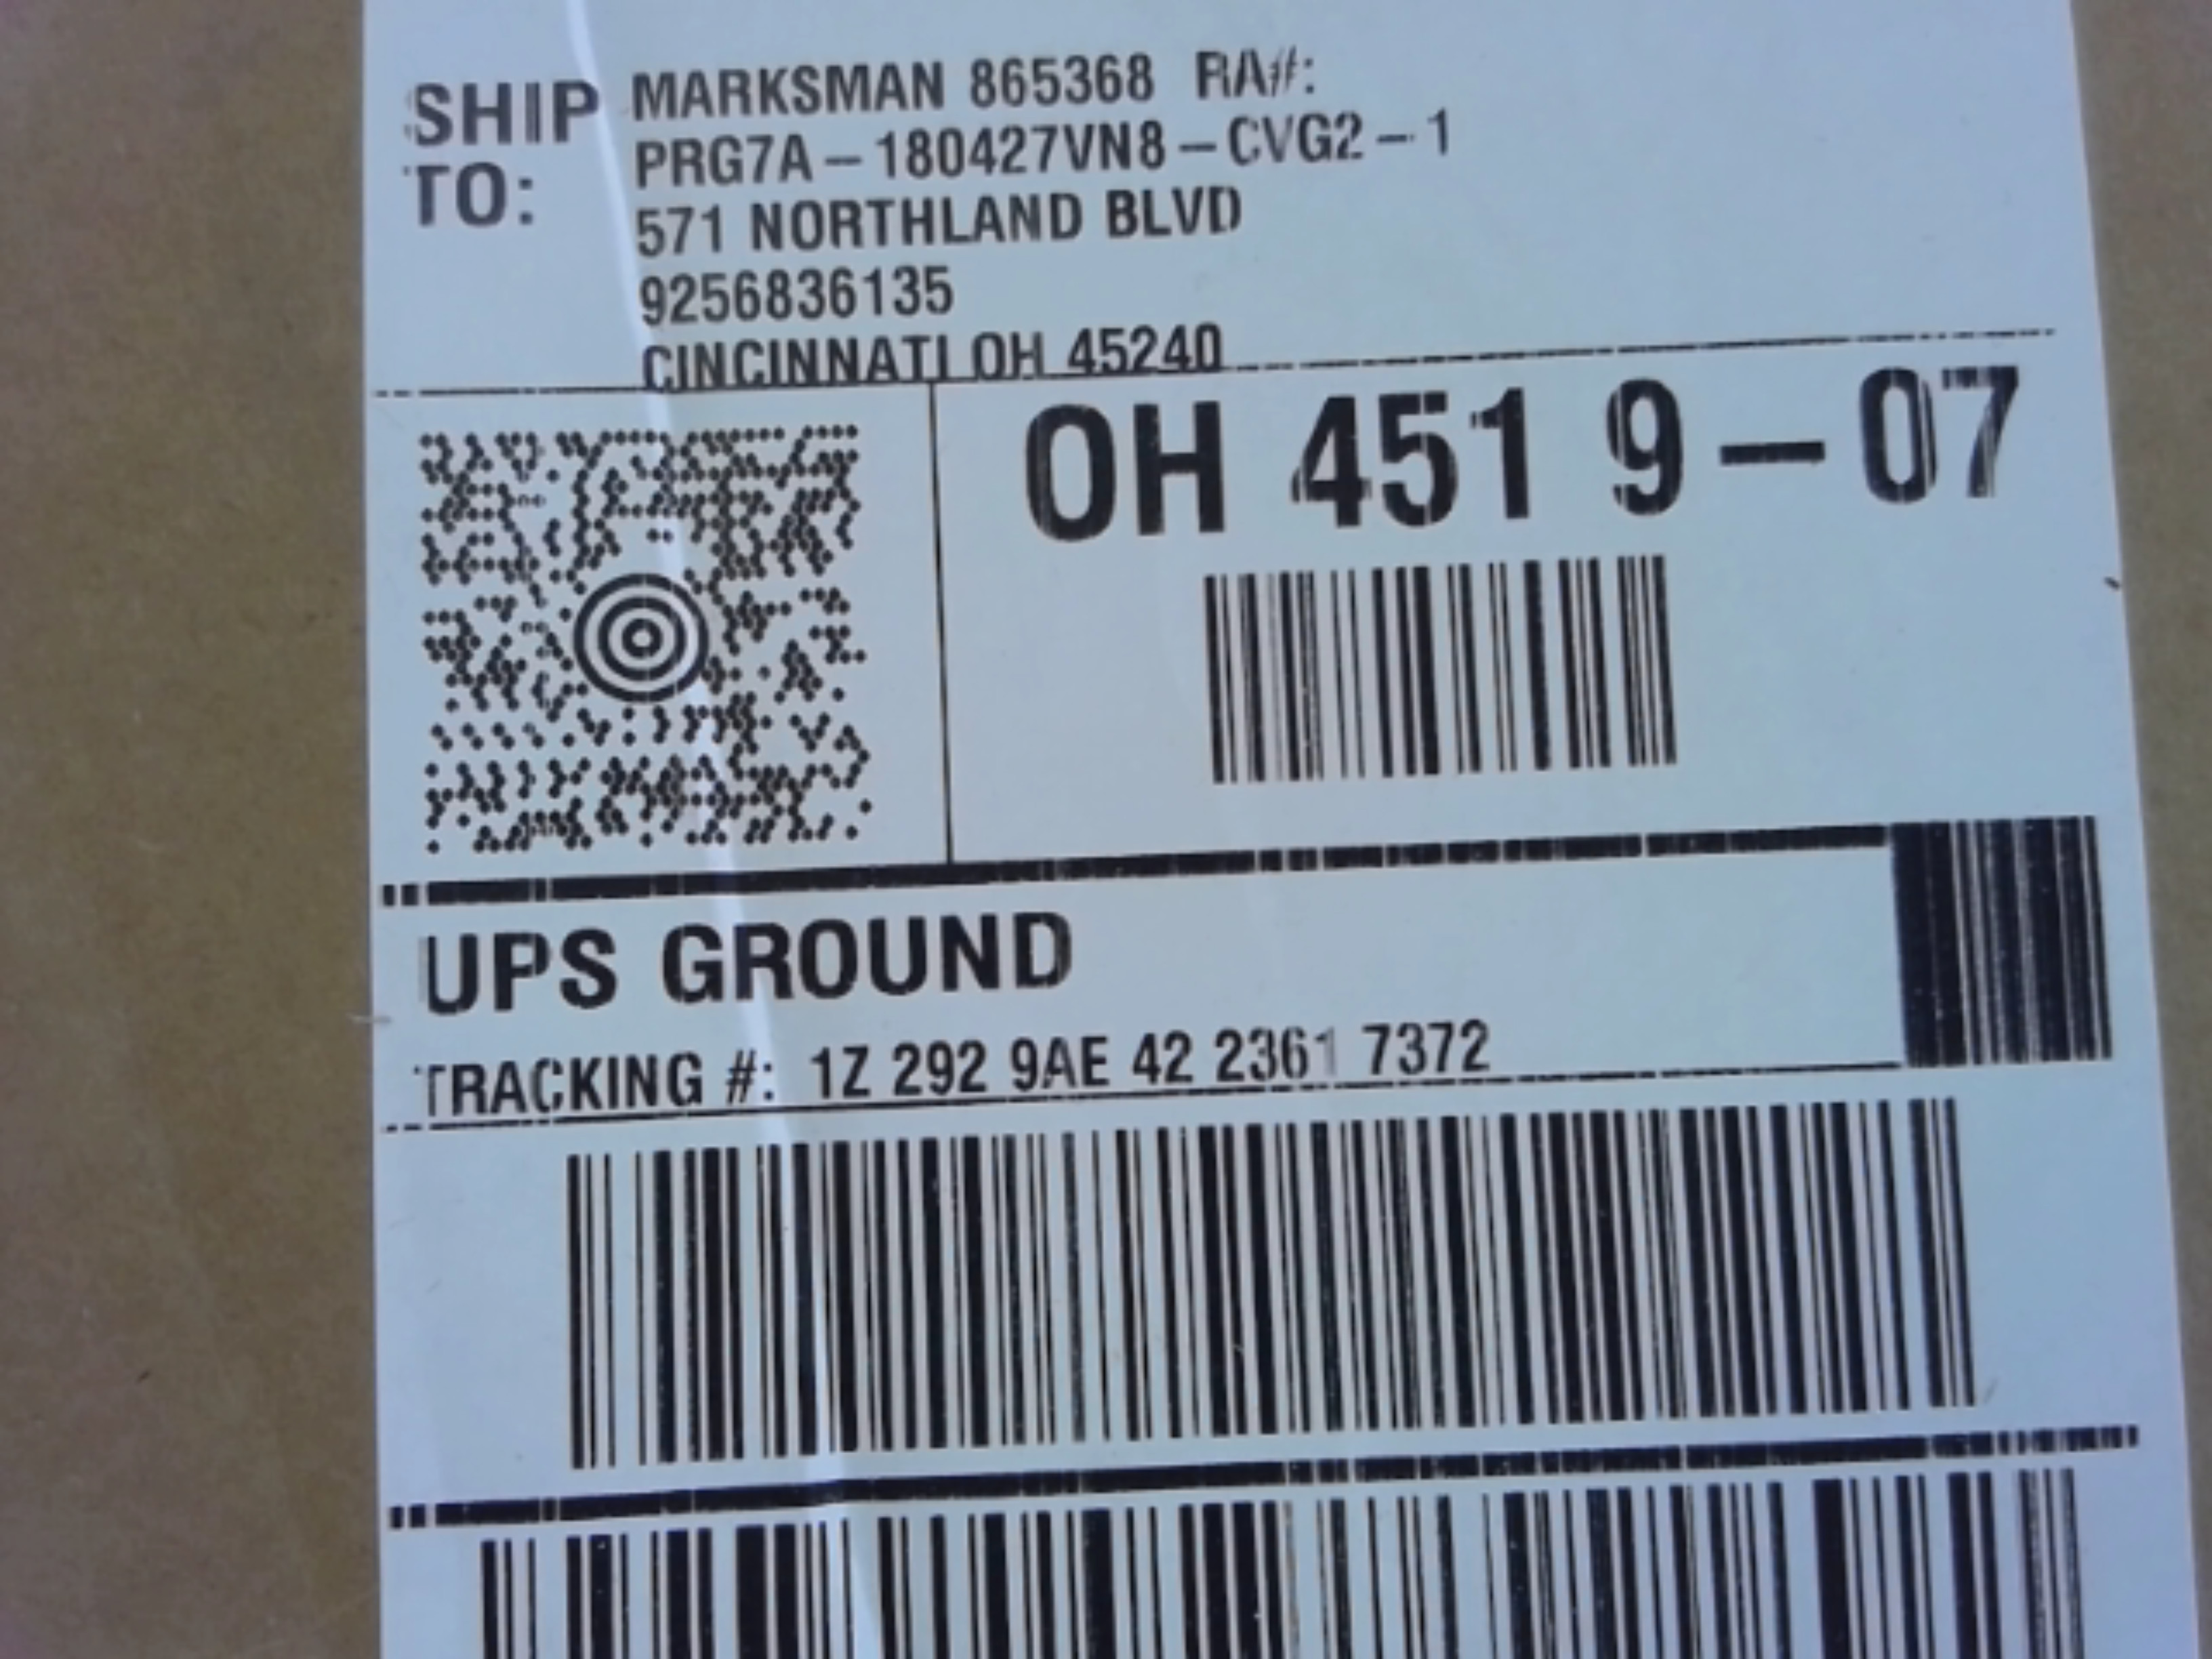 SHIP TO:
MARKSMAN 865368 RA#:
PRG7A-180427VN8-CVG2-1
571 NORTHLAND BLVD
9256836135
CINCINNATI OH 45240
OH 451 9-07
UPS GROUND
TRACKING #: 1Z 292 9AE 42 2361 7372